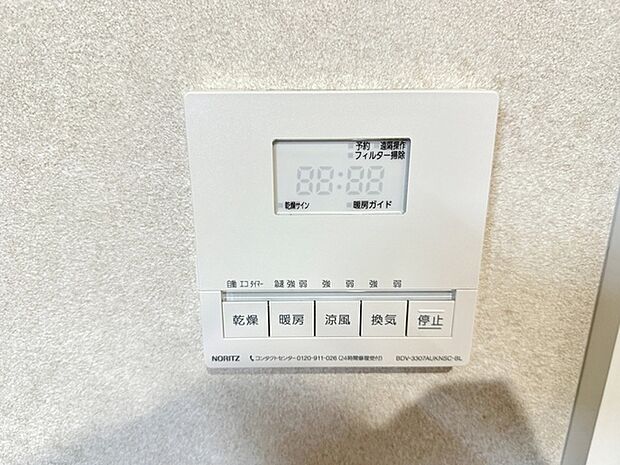 予約 遠隔操作
フィルター掃除
88:88
乾燥サイン 暖房ガイド
自動 エコ タイマー 強 弱 強 弱 強 弱
乾燥 暖房 涼風 換気 停止
NORITZ コンタクトセンター 0120-911-026 (24時間修理受付) BDV-3307AUKNSC-BL